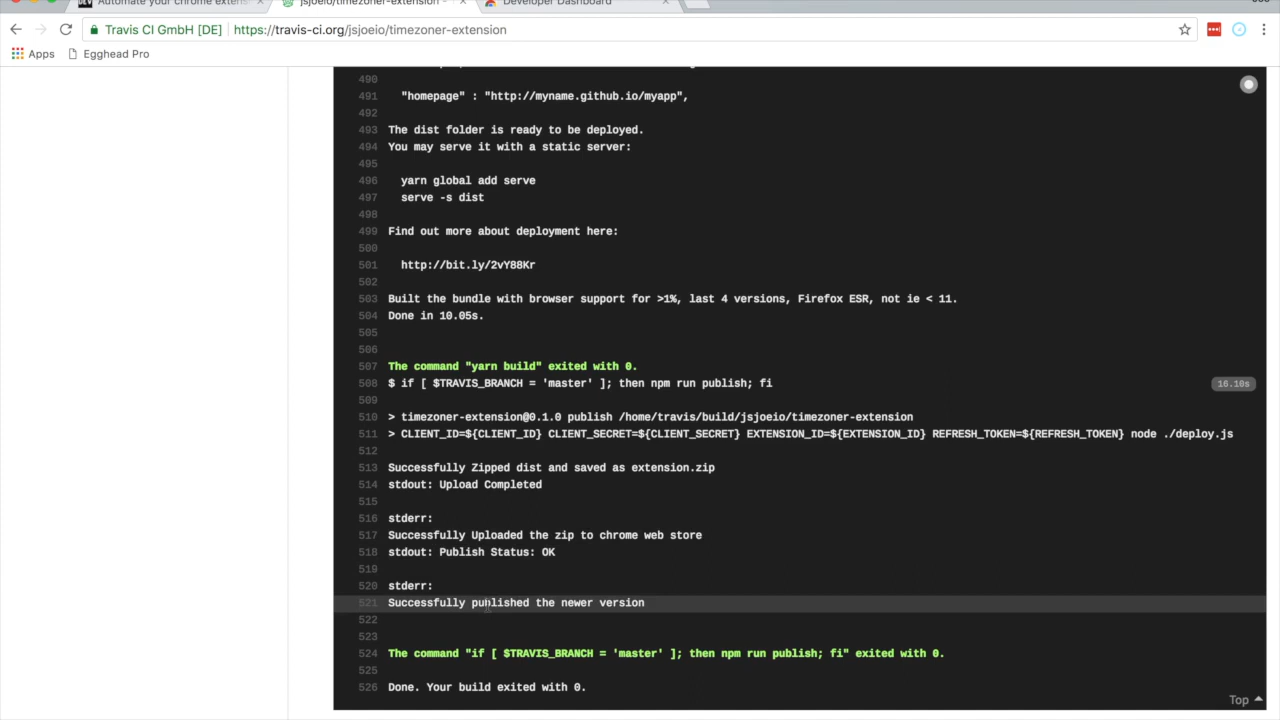 DEV Automate your chrome extens × jsjoeio/timezoner-extension - × Developer Dashboard ×
Travis CI GmbH [DE] https://travis-ci.org/jsjoeio/timezoner-extension
Apps Egghead Pro
490
491 "homepage" : "http://myname.github.io/myapp",
492
493 The dist folder is ready to be deployed.
494 You may serve it with a static server:
495
496 yarn global add serve
497 serve -s dist
498
499 Find out more about deployment here:
500
501 http://bit.ly/2vY88Kr
502
503 Built the bundle with browser support for >1%, last 4 versions, Firefox ESR, not ie < 11.
504 Done in 10.05s.
505
506
507 The command "yarn build" exited with 0.
508 $ if [ $TRAVIS_BRANCH = 'master' ]; then npm run publish; fi 16.10s
509
510 > timezoner-extension@0.1.0 publish /home/travis/build/jsjoeio/timezoner-extension
511 > CLIENT_ID=${CLIENT_ID} CLIENT_SECRET=${CLIENT_SECRET} EXTENSION_ID=${EXTENSION_ID} REFRESH_TOKEN=${REFRESH_TOKEN} node ./deploy.js
512
513 Successfully Zipped dist and saved as extension.zip
514 stdout: Upload Completed
515
516 stderr:
517 Successfully Uploaded the zip to chrome web store
518 stdout: Publish Status: OK
519
520 stderr:
521 Successfully published the newer version
522
523
524 The command "if [ $TRAVIS_BRANCH = 'master' ]; then npm run publish; fi" exited with 0.
525
526 Done. Your build exited with 0.
Top